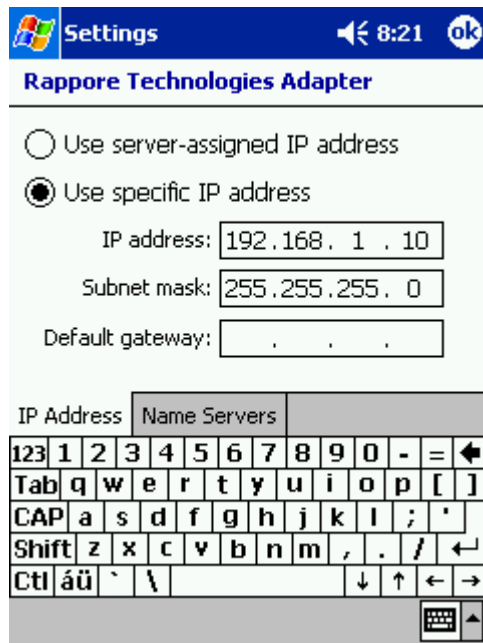 Settings 8:21 ok
Rappore Technologies Adapter
Use server-assigned IP address
Use specific IP address
IP address: 192.168. 1 . 10
Subnet mask: 255.255.255. 0
Default gateway: . . .
IP Address Name Servers
123 1 2 3 4 5 6 7 8 9 0 - =
Tab q w e r t y u i o p [ ]
CAP a s d f g h j k l ; '
Shift z x c v b n m , . /
Ctl áü ` \ ↓ ↑ ← →